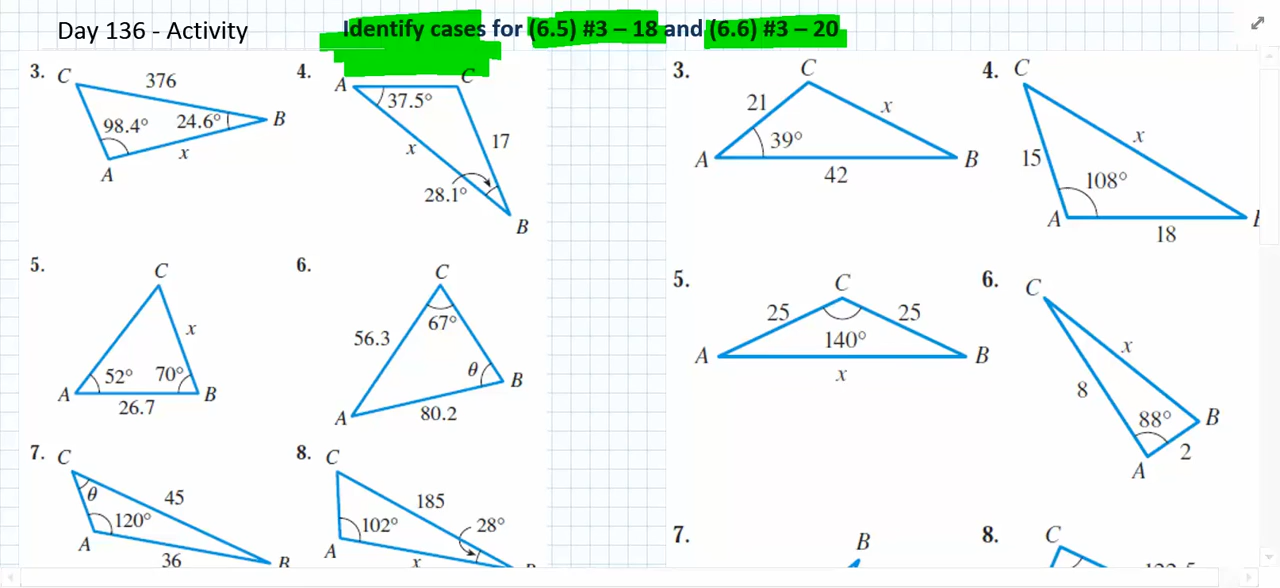 Day 136 - Activity
Identify cases for (6.5) #3 – 18 and (6.6) #3 – 20
3. C 376 98.4° 24.6° B x A
4. A C 37.5° 17 x 28.1° B
3. C 21 x 39° A B 42
4. C x 15 108° A 18
5. C x 52° 70° A B 26.7
6. C 56.3 67° θ B A 80.2
5. C 25 25 140° A B x
6. C x 8 88° B 2 A
7. C θ 45 120° A 36 B
8. C 185 102° 28° A x
7. B
8. C